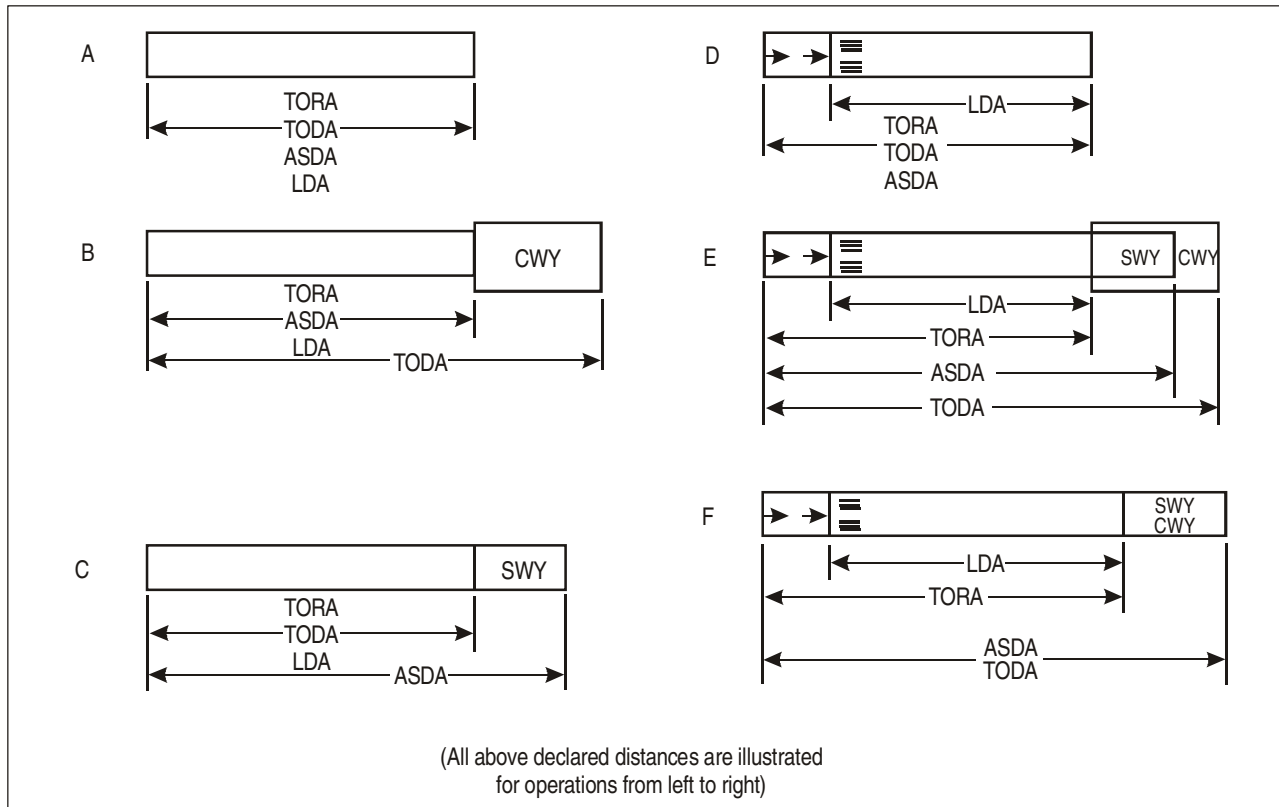 A
TORA
TODA
ASDA
LDA
B
CWY
TORA
ASDA
LDA
TODA
C
SWY
TORA
TODA
LDA
ASDA
D
LDA
TORA
TODA
ASDA
E
SWY CWY
LDA
TORA
ASDA
TODA
F
SWY
CWY
LDA
TORA
ASDA
TODA
(All above declared distances are illustrated
for operations from left to right)